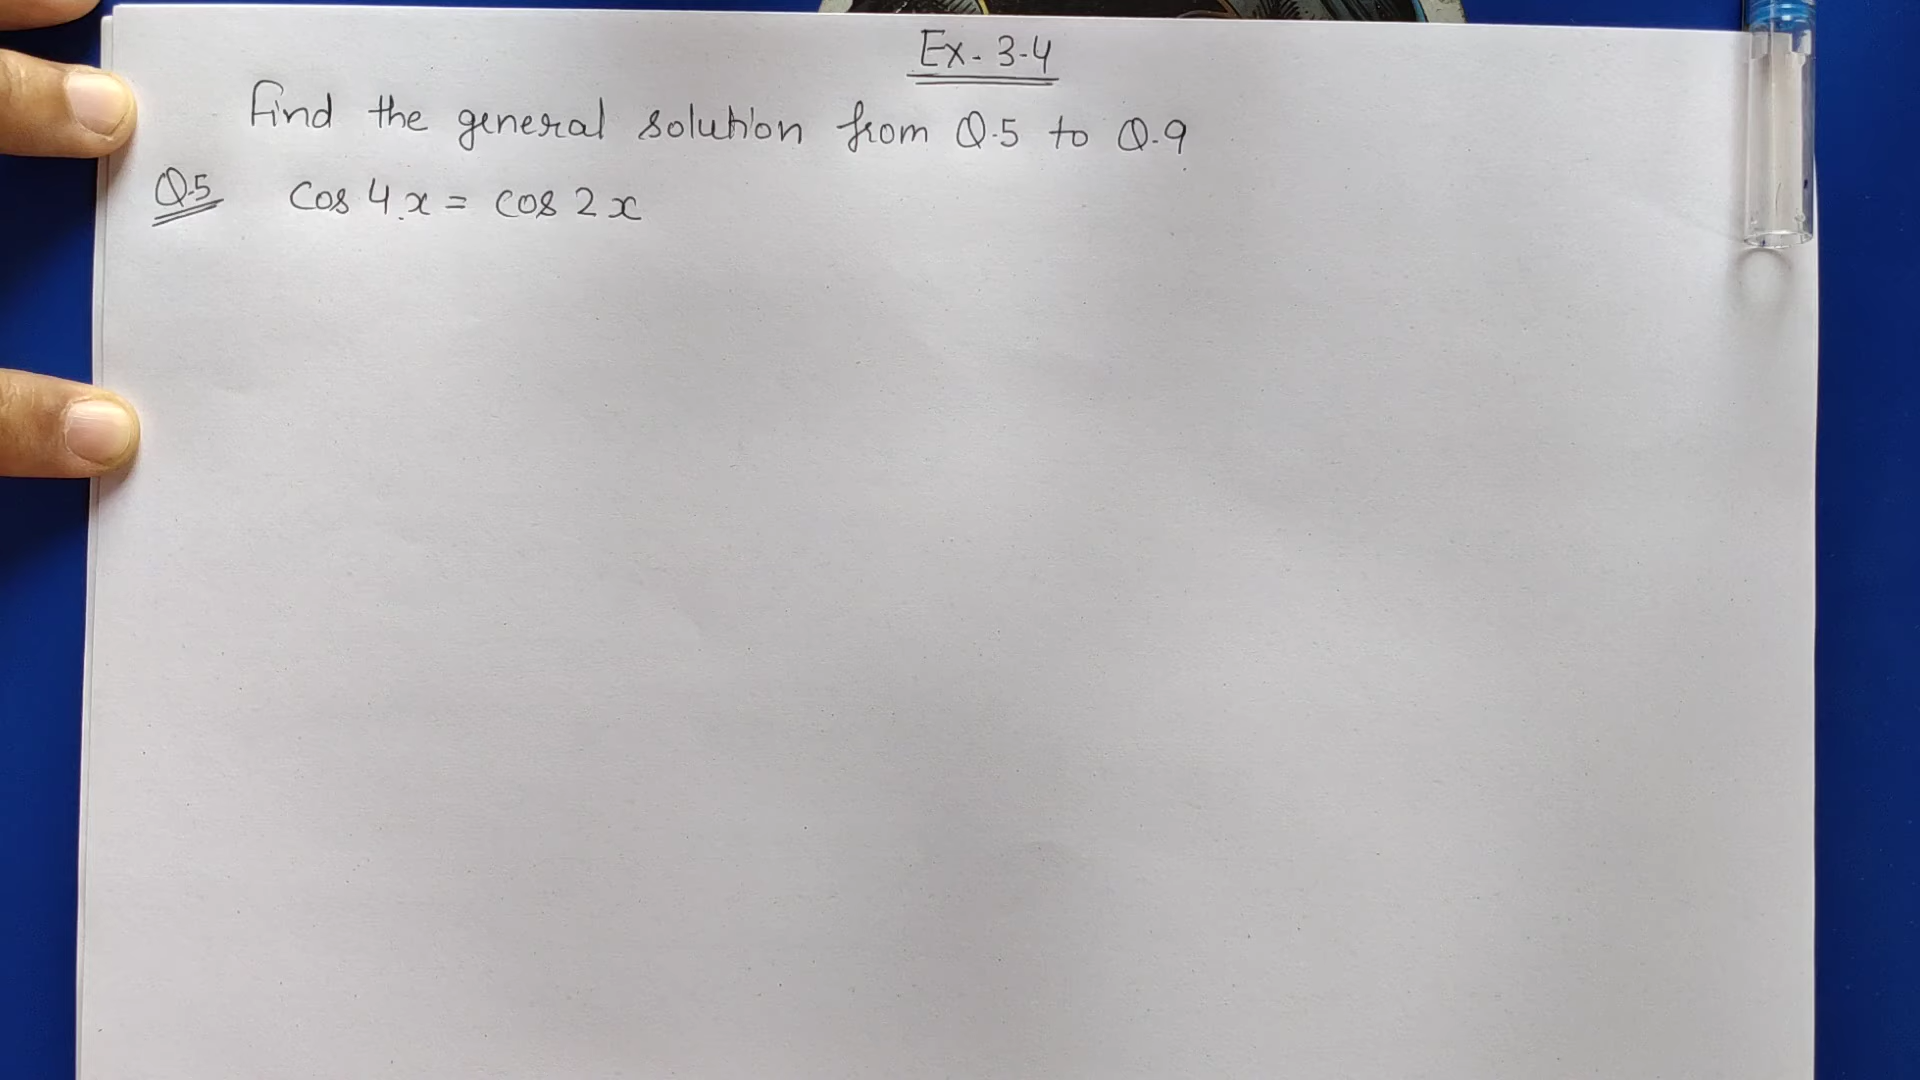 Ex- 3.4
Find the general solution from Q.5 to Q.9
Q.5 Cos 4x = cos 2x